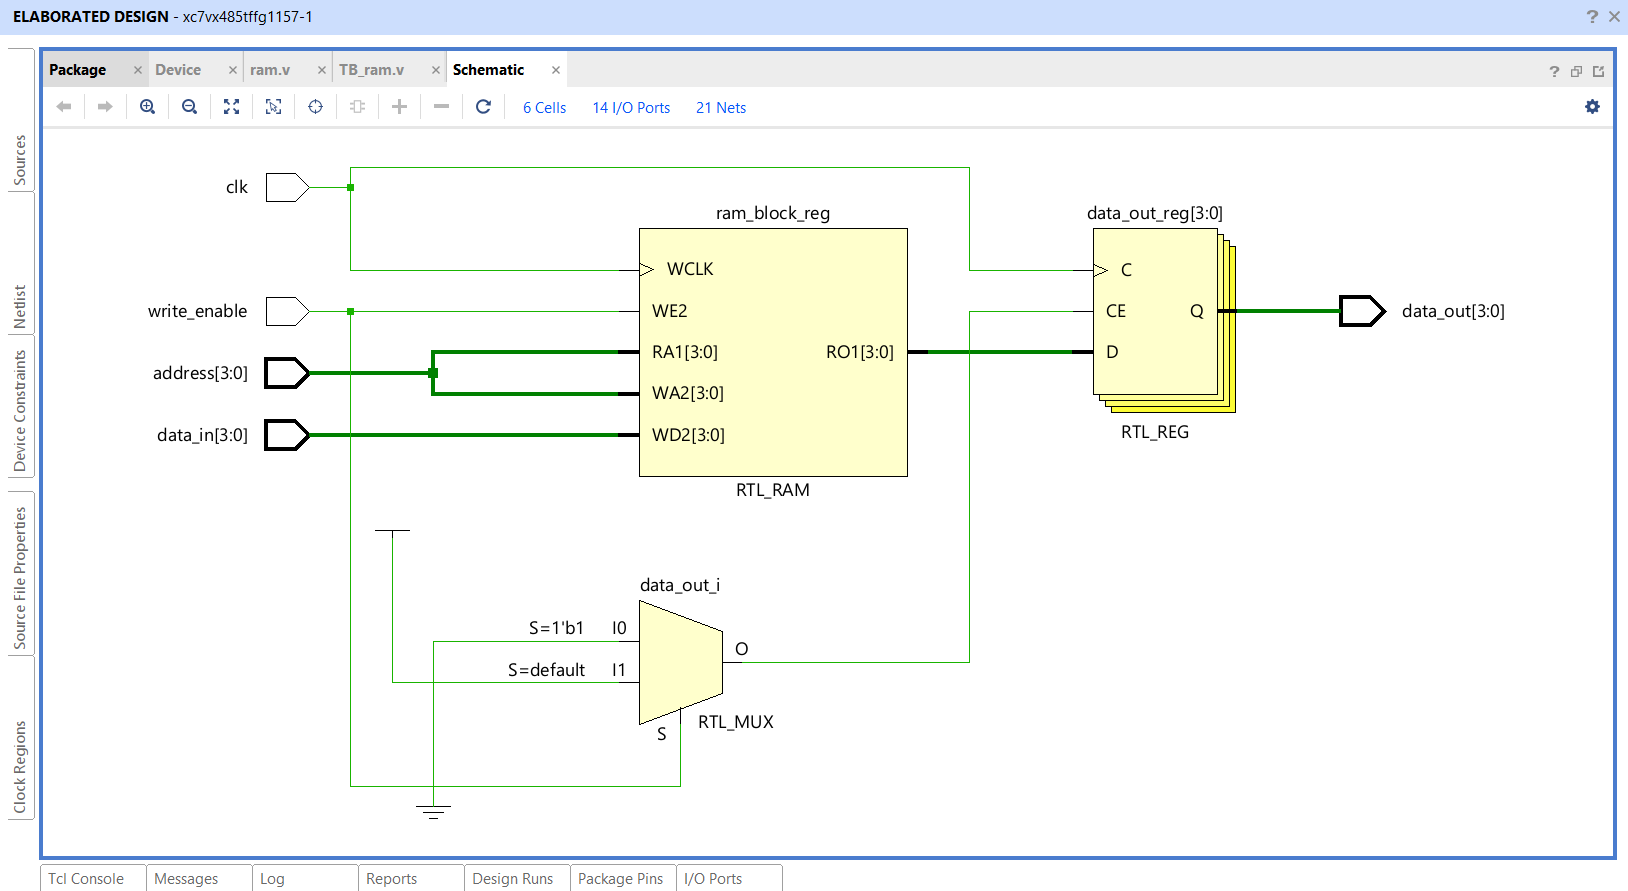 ELABORATED DESIGN - xc7vx485tffg1157-1
Package
Device
ram.v
TB_ram.v
Schematic
6 Cells
14 I/O Ports
21 Nets
Sources
Netlist
Device Constraints
Source File Properties
Clock Regions
clk
write_enable
address[3:0]
data_in[3:0]
ram_block_reg
WCLK
WE2
RA1[3:0]
RO1[3:0]
WA2[3:0]
WD2[3:0]
RTL_RAM
data_out_reg[3:0]
C
CE
Q
D
RTL_REG
data_out[3:0]
data_out_i
S=1'b1
I0
S=default
I1
O
S
RTL_MUX
Tcl Console
Messages
Log
Reports
Design Runs
Package Pins
I/O Ports